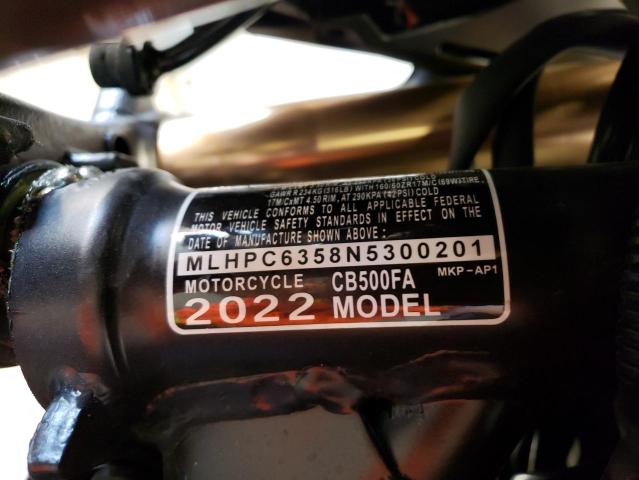 GAWRR234KG(516LB) WITH 160/60ZR17M/C(69W)TIRE,
17M/CxMT 4.50 RIM, AT 290KPA (42PSI) COLD
THIS VEHICLE CONFORMS TO ALL APPLICABLE FEDERAL
MOTOR VEHICLE SAFETY STANDARDS IN EFFECT ON THE
DATE OF MANUFACTURE SHOWN ABOVE:
MLHPC6358N5300201
MOTORCYCLE CB500FA MKP-AP1
2022 MODEL